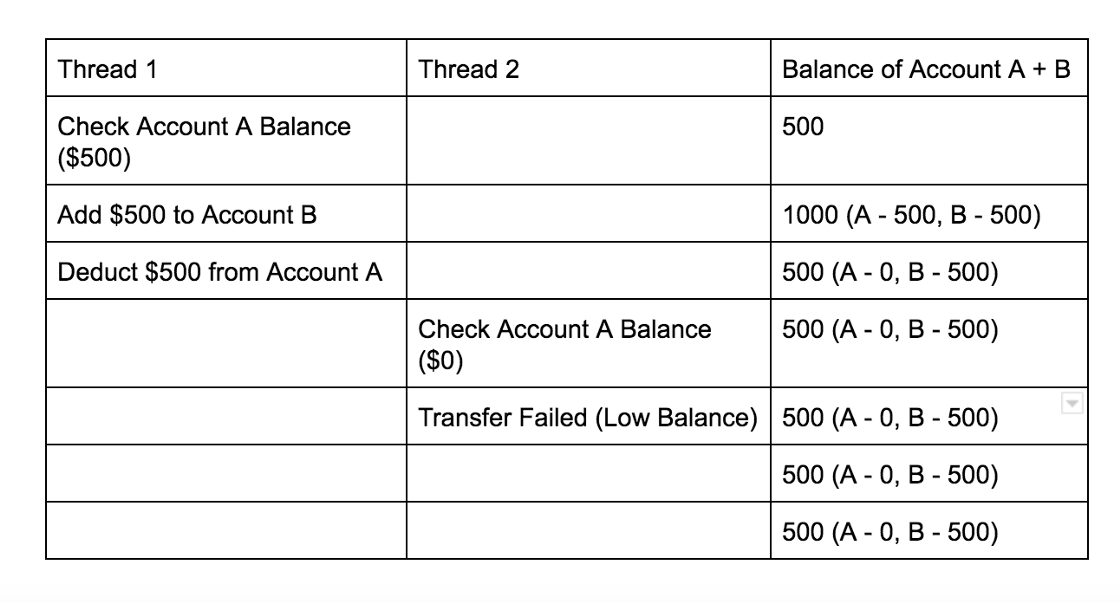 Thread 1
Thread 2
Balance of Account A + B
Check Account A Balance
($500)
500
Add $500 to Account B
1000 (A - 500, B - 500)
Deduct $500 from Account A
500 (A - 0, B - 500)
Check Account A Balance
($0)
500 (A - 0, B - 500)
Transfer Failed (Low Balance)
500 (A - 0, B - 500)
500 (A - 0, B - 500)
500 (A - 0, B - 500)